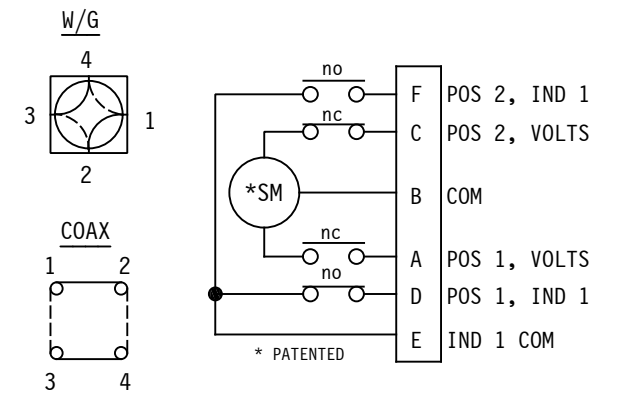 W/G
4
3
1
2
COAX
1 2
3 4
no
F POS 2, IND 1
nc
C POS 2, VOLTS
*SM
B COM
nc
A POS 1, VOLTS
no
D POS 1, IND 1
E IND 1 COM
* PATENTED